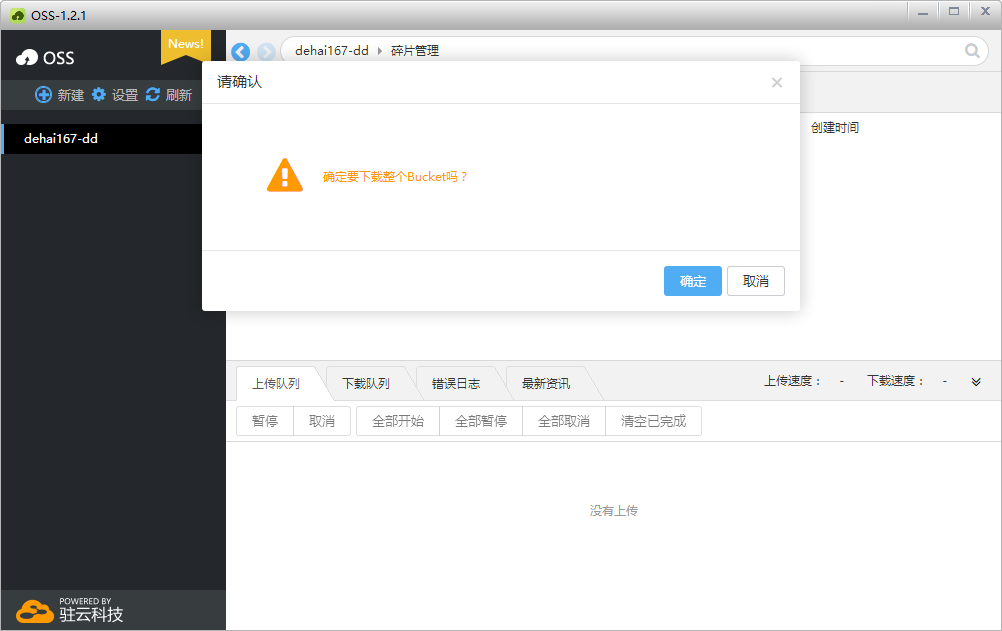 OSS-1.2.1
OSS
News!
新建 设置 刷新
dehai167-dd
dehai167-dd 碎片管理
请确认
创建时间
确定要下载整个Bucket吗？
确定 取消
上传队列 下载队列 错误日志 最新资讯 上传速度： - 下载速度： -
暂停 取消 全部开始 全部暂停 全部取消 清空已完成
没有上传
POWERED BY
驻云科技